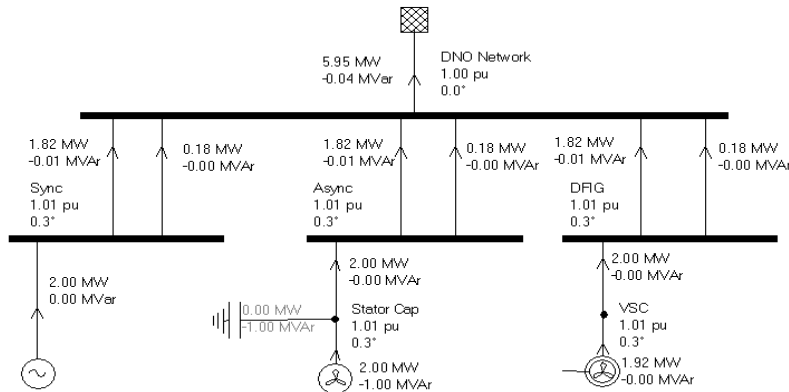 5.95 MW
-0.04 MVar
DNO Network
1.00 pu
0.0°
1.82 MW
-0.01 MVAr
0.18 MW
-0.00 MVAr
1.82 MW
-0.01 MVAr
0.18 MW
-0.00 MVAr
1.82 MW
-0.01 MVAr
0.18 MW
-0.00 MVAr
Sync
1.01 pu
0.3°
Async
1.01 pu
0.3°
DFIG
1.01 pu
0.3°
2.00 MW
0.00 MVar
2.00 MW
-0.00 MVAr
2.00 MW
-0.00 MVAr
0.00 MW
-1.00 MVAr
Stator Cap
1.01 pu
0.3°
VSC
1.01 pu
0.3°
2.00 MW
-1.00 MVAr
1.92 MW
-0.00 MVAr